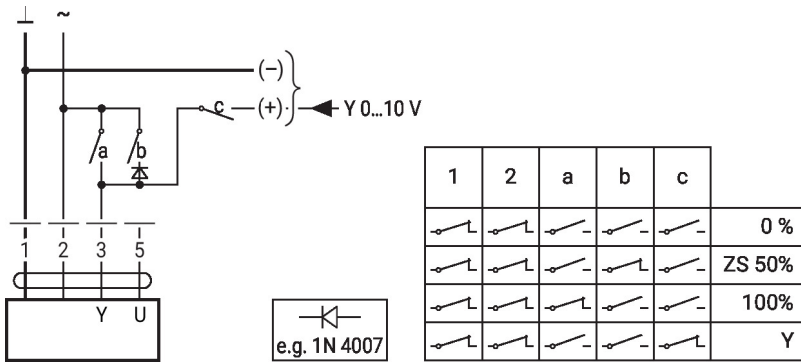 ⊥ ~
(–)
c (+) Y 0...10 V
a b
1 2 3 5
Y U
e.g. 1N 4007
1 2 a b c
0 %
ZS 50%
100%
Y